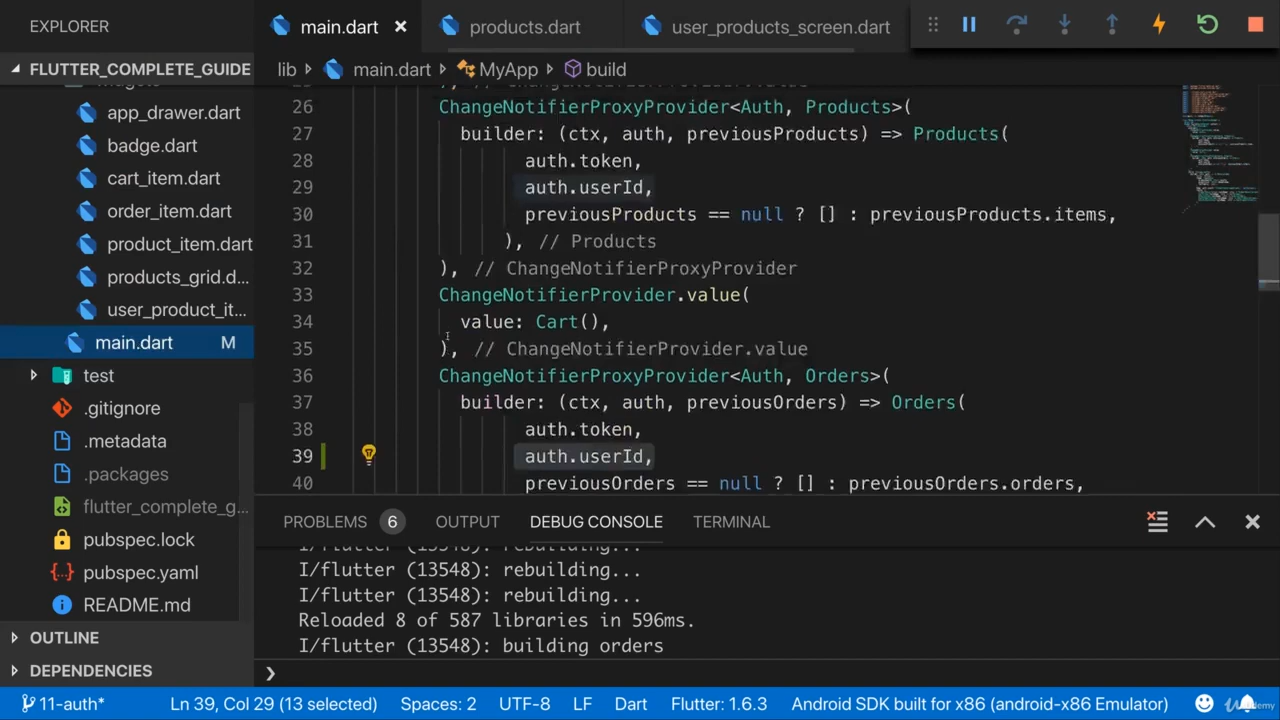 EXPLORER
main.dart
products.dart
user_products_screen.dart
FLUTTER_COMPLETE_GUIDE
lib
main.dart
MyApp
build
app_drawer.dart
badge.dart
cart_item.dart
order_item.dart
product_item.dart
products_grid.d...
user_product_it...
main.dart M
test
.gitignore
.metadata
.packages
flutter_complete_g...
pubspec.lock
pubspec.yaml
README.md
OUTLINE
DEPENDENCIES
26 ChangeNotifierProxyProvider<Auth, Products>(
27 builder: (ctx, auth, previousProducts) => Products(
28 auth.token,
29 auth.userId,
30 previousProducts == null ? [] : previousProducts.items,
31 ), // Products
32 ), // ChangeNotifierProxyProvider
33 ChangeNotifierProvider.value(
34 value: Cart(),
35 ), // ChangeNotifierProvider.value
36 ChangeNotifierProxyProvider<Auth, Orders>(
37 builder: (ctx, auth, previousOrders) => Orders(
38 auth.token,
39 auth.userId,
40 previousOrders == null ? [] : previousOrders.orders,
PROBLEMS 6 OUTPUT DEBUG CONSOLE TERMINAL
I/flutter (13548): rebuilding...
I/flutter (13548): rebuilding...
I/flutter (13548): rebuilding...
Reloaded 8 of 587 libraries in 596ms.
I/flutter (13548): building orders
11-auth* Ln 39, Col 29 (13 selected) Spaces: 2 UTF-8 LF Dart Flutter: 1.6.3 Android SDK built for x86 (android-x86 Emulator)